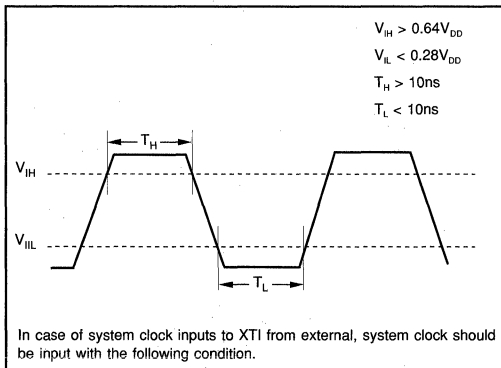 V_IH > 0.64V_DD
V_IL < 0.28V_DD
T_H > 10ns
T_L < 10ns
T_H
V_IH
V_IIL
T_L
In case of system clock inputs to XTI from external, system clock should
be input with the following condition.